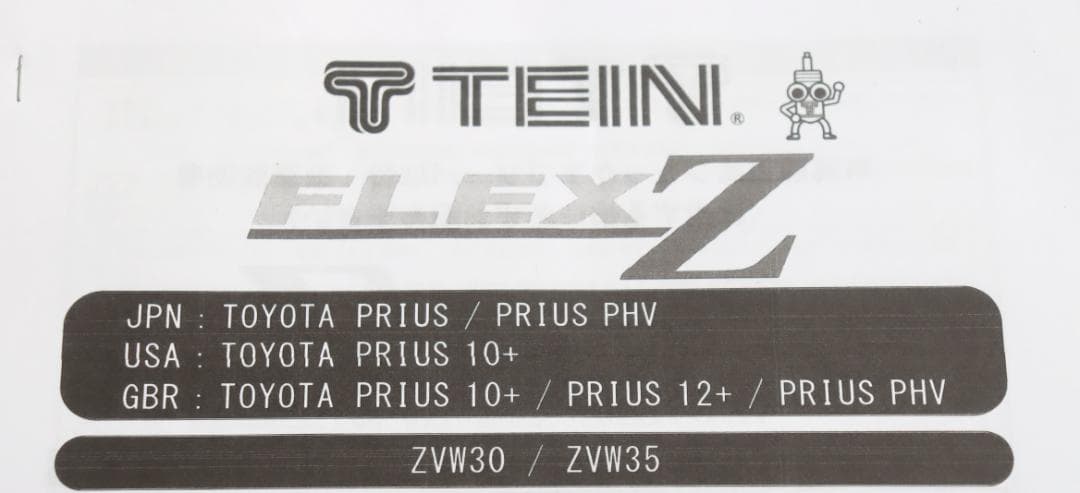 TEIN®
FLEX Z
JPN : TOYOTA PRIUS / PRIUS PHV
USA : TOYOTA PRIUS 10+
GBR : TOYOTA PRIUS 10+ / PRIUS 12+ / PRIUS PHV
ZVW30 / ZVW35